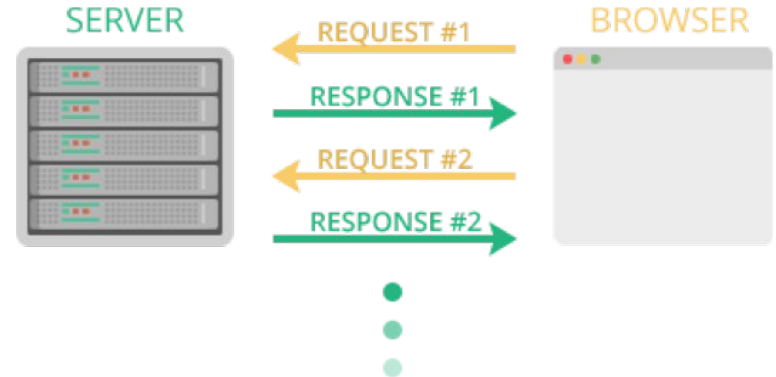 SERVER
BROWSER
REQUEST #1
RESPONSE #1
REQUEST #2
RESPONSE #2